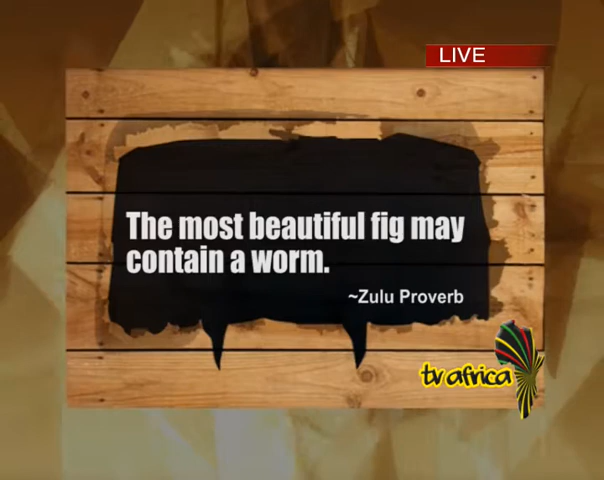 LIVE
The most beautiful fig may
contain a worm.
~Zulu Proverb
tv africa